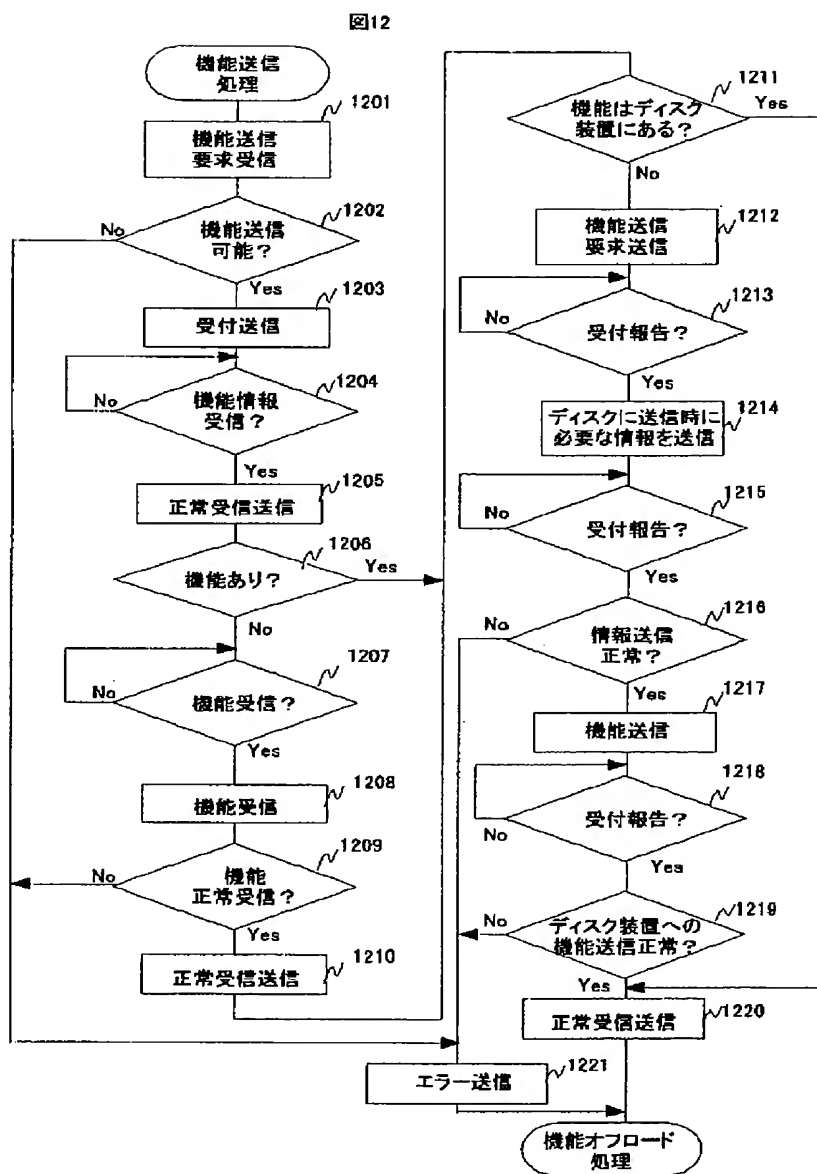 図12
機能送信
処理
1201
機能送信
要求受信
1202
No
機能送信
可能?
Yes
1203
受付送信
1204
No
機能情報
受信?
Yes
1205
正常受信送信
1206
機能あり?
Yes
No
1207
No
機能受信?
Yes
1208
機能受信
1209
No
機能
正常受信?
Yes
1210
正常受信送信
1211
機能はディスク
装置にある?
Yes
No
1212
機能送信
要求送信
1213
No
受付報告?
Yes
1214
ディスクに送信時に
必要な情報を送信
1215
No
受付報告?
Yes
1216
No
情報送信
正常?
Yes
1217
機能送信
1218
受付報告?
No
Yes
1219
No
ディスク装置への
機能送信正常?
Yes
1220
正常受信送信
1221
エラー送信
機能オフロード
処理